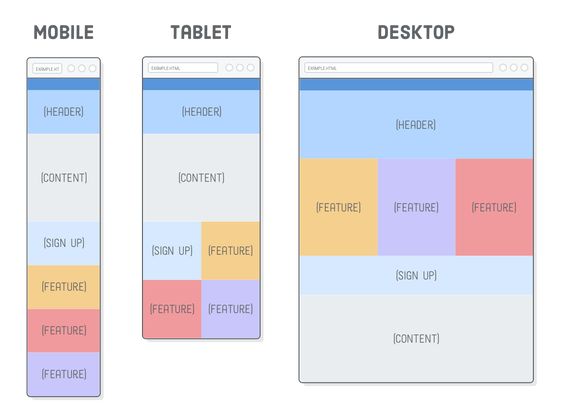 MOBILE
EXAMPLE.HT
(HEADER)
(CONTENT)
(SIGN UP)
(FEATURE)
(FEATURE)
(FEATURE)
TABLET
EXAMPLE.HTML
(HEADER)
(CONTENT)
(SIGN UP) (FEATURE)
(FEATURE) (FEATURE)
DESKTOP
EXAMPLE.HTML
(HEADER)
(FEATURE) (FEATURE) (FEATURE)
(SIGN UP)
(CONTENT)